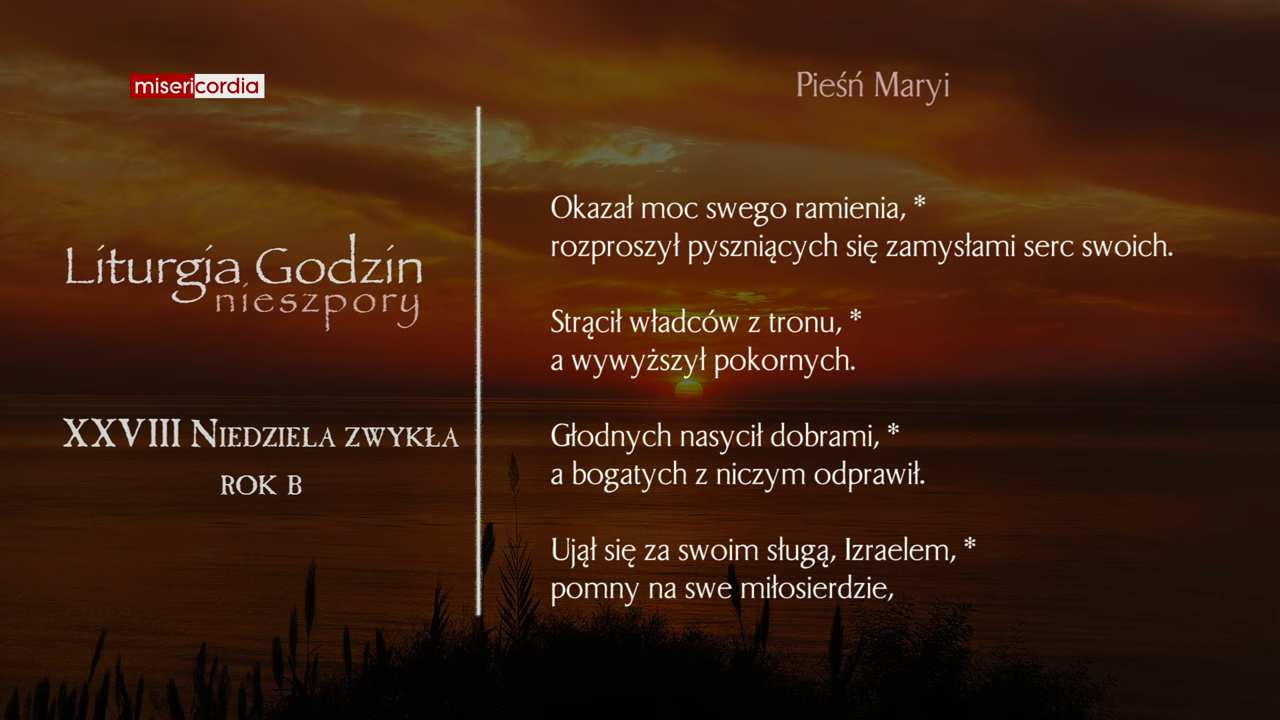 misericordia
Pieśń Maryi
Liturgia Godzin
nieszpory
XXVIII Niedziela zwykła
rok B
Okazał moc swego ramienia, *
rozproszył pyszniących się zamysłami serc swoich.
Strącił władców z tronu, *
a wywyższył pokornych.
Głodnych nasycił dobrami, *
a bogatych z niczym odprawił.
Ujął się za swoim sługą, Izraelem, *
pomny na swe miłosierdzie,